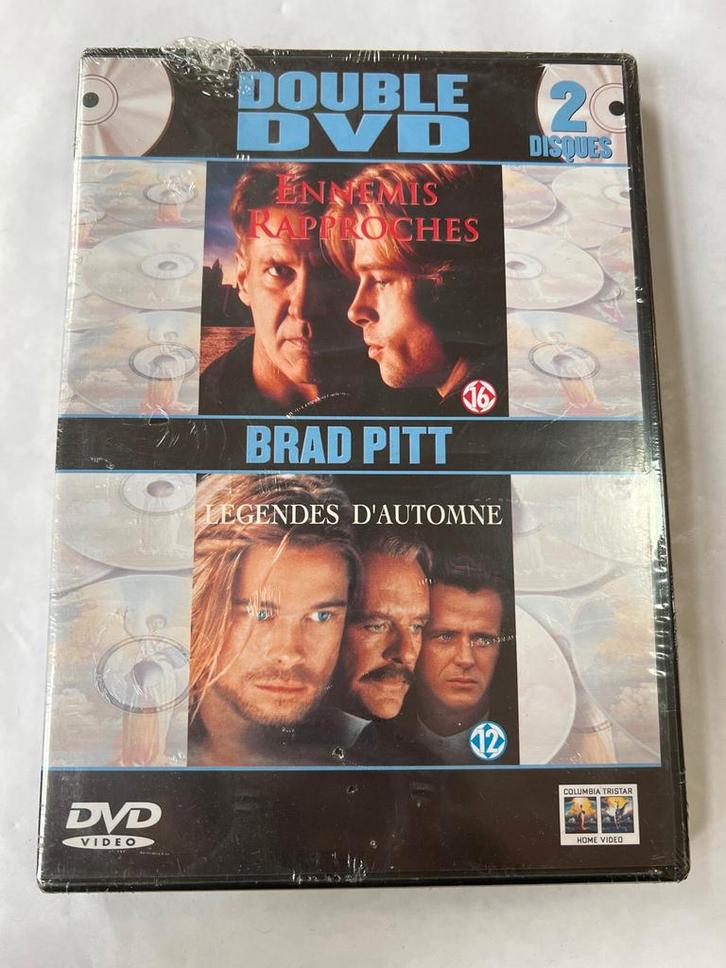 DOUBLE
DVD
2
DISQUES
ENNEMIS
RAPPROCHES
16
BRAD PITT
LEGENDES D'AUTOMNE
12
DVD
VIDEO
COLUMBIA TRISTAR
HOME VIDEO